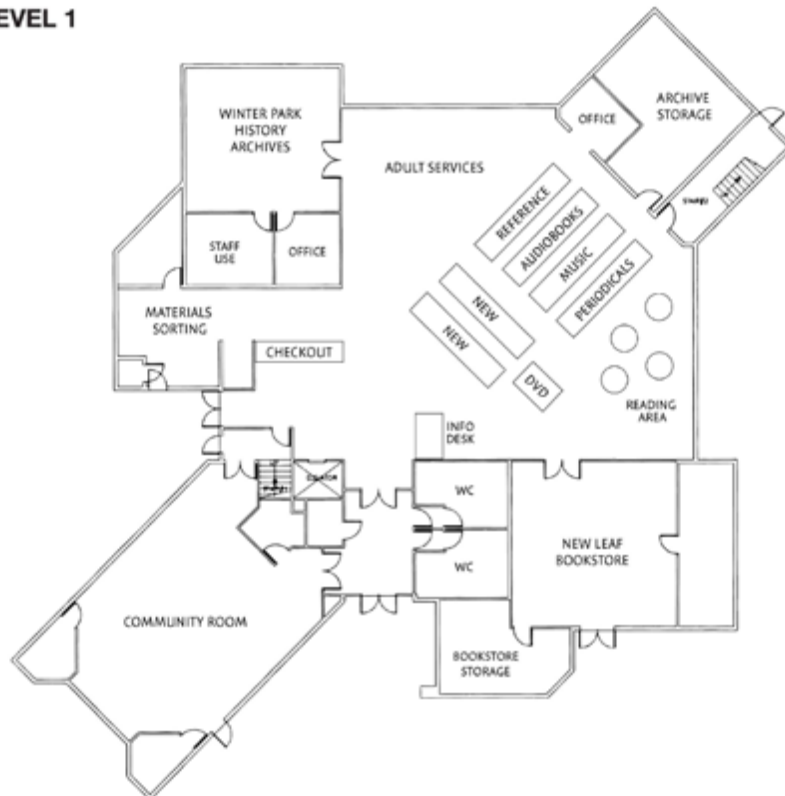 EVEL 1
WINTER PARK
HISTORY
ARCHIVES
ADULT SERVICES
OFFICE
ARCHIVE
STORAGE
REFERENCE
AUDIOBOOKS
MUSIC
PERIODICALS
STAFF
USE
OFFICE
NEW
NEW
MATERIALS
SORTING
CHECKOUT
DVD
READING
AREA
INFO
DESK
WC
WC
NEW LEAF
BOOKSTORE
COMMUNITY ROOM
BOOKSTORE
STORAGE